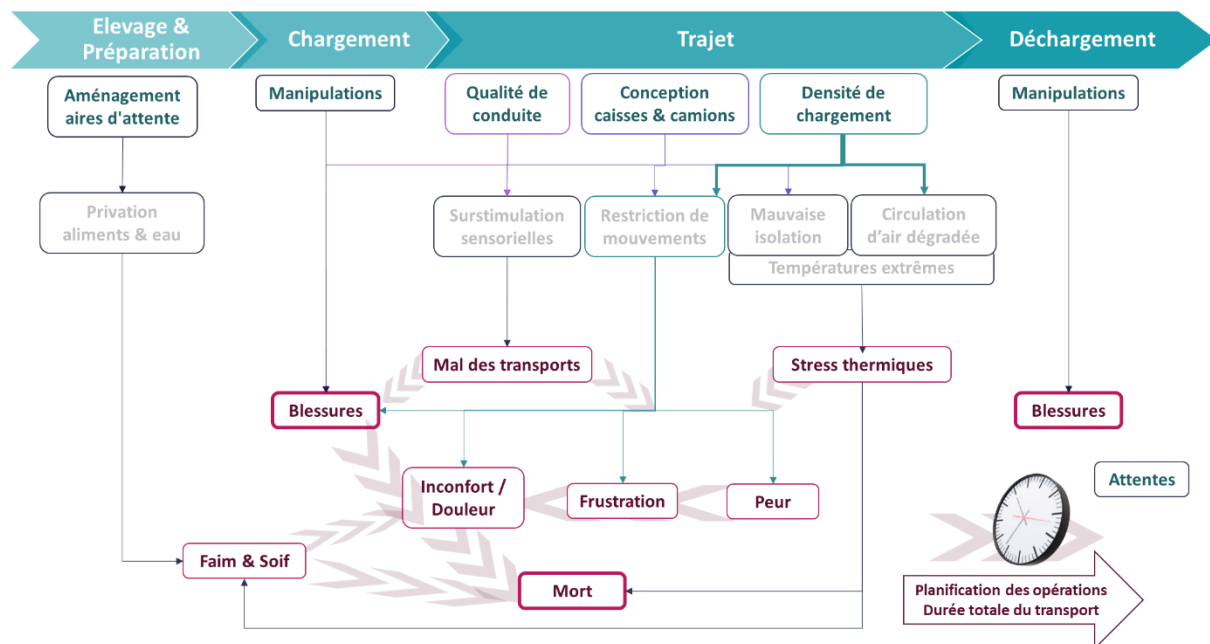 Elevage &
Préparation
Chargement
Trajet
Déchargement
Aménagement
aires d'attente
Manipulations
Qualité de
conduite
Conception
caisses & camions
Densité de
chargement
Manipulations
Privation
aliments & eau
Surstimulation
sensorielles
Restriction de
mouvements
Mauvaise
isolation
Circulation
d'air dégradée
Températures extrêmes
Mal des transports
Stress thermiques
Blessures
Blessures
Inconfort /
Douleur
Frustration
Peur
Attentes
Faim & Soif
Mort
Planification des opérations
Durée totale du transport